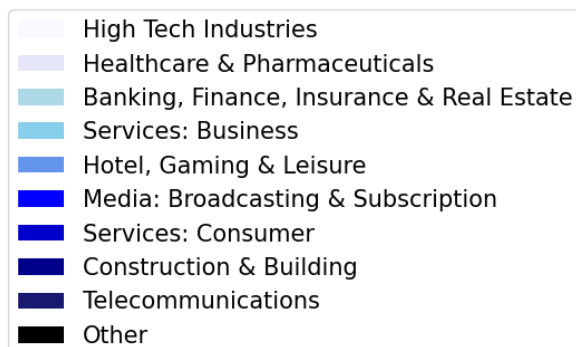 High Tech Industries
Healthcare & Pharmaceuticals
Banking, Finance, Insurance & Real Estate
Services: Business
Hotel, Gaming & Leisure
Media: Broadcasting & Subscription
Services: Consumer
Construction & Building
Telecommunications
Other